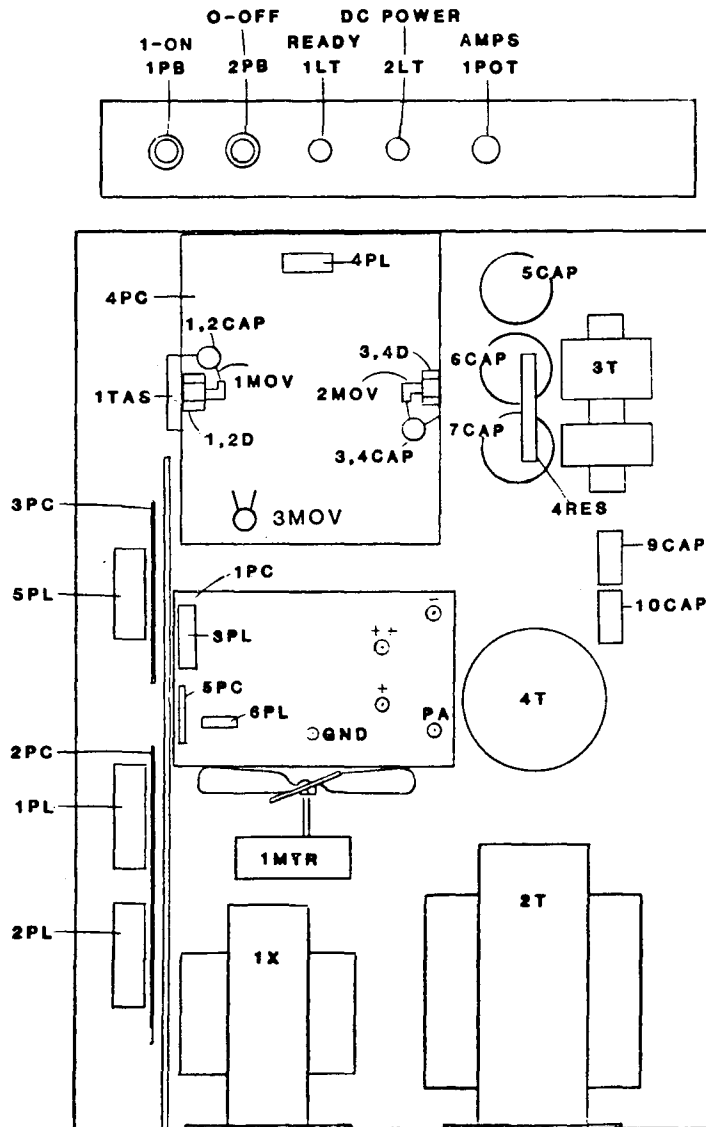 O-OFF DC POWER
1-ON READY AMPS
1PB 2PB 1LT 2LT 1POT
4PL
5CAP
4PC
1,2CAP
3,4D
6CAP
3T
1MOV
2MOV
1TAS
7CAP
1,2D
3,4CAP
4RES
3PC
3MOV
9CAP
1PC
5PL
10CAP
-
3PL
++
5PC
+
4T
6PL
PA
GND
2PC
1PL
1MTR
2T
2PL
1X